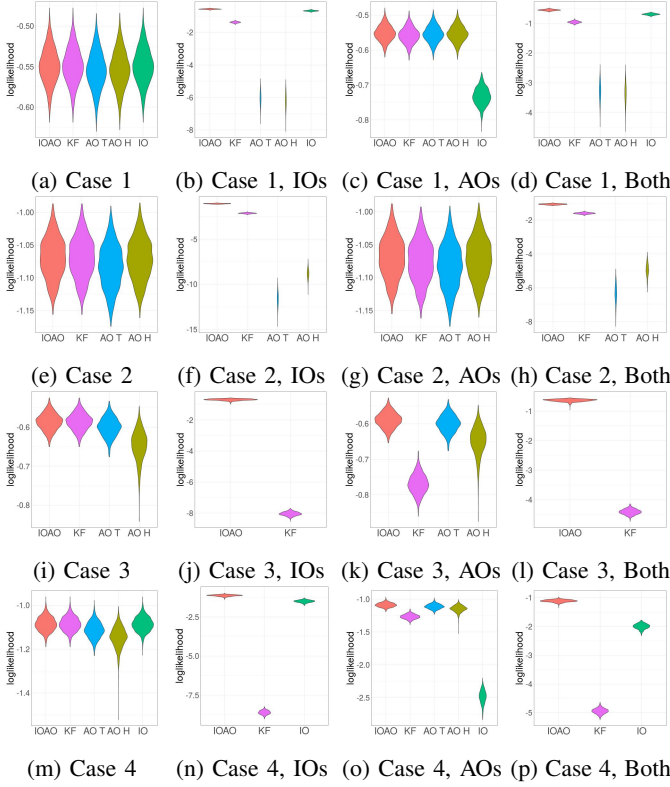 loglikelihood
-0.50
-0.55
-0.60
IOAO KF AO T AO H IO
(a) Case 1
-2
-4
-6
-8
IOAO KF AO T AO H IO
(b) Case 1, IOs
loglikelihood
-0.5
-0.6
-0.7
-0.8
IOAO KF AO T AO H IO
(c) Case 1, AOs
loglikelihood
-1
-2
-3
-4
IOAO KF AO T AO H IO
(d) Case 1, Both
loglikelihood
-1.00
-1.05
-1.10
-1.15
IOAO KF AO T AO H
(e) Case 2
loglikelihood
-5
-10
-15
IOAO KF AO T AO H
(f) Case 2, IOs
loglikelihood
-1.00
-1.05
-1.10
-1.15
IOAO KF AO T AO H
(g) Case 2, AOs
loglikelihood
-2
-4
-6
-8
IOAO KF AO T AO H
(h) Case 2, Both
loglikelihood
-0.6
-0.7
-0.8
IOAO KF AO T AO H
(i) Case 3
loglikelihood
-2
-4
-6
-8
IOAO KF
(j) Case 3, IOs
loglikelihood
-0.6
-0.7
-0.8
IOAO KF AO T AO H
(k) Case 3, AOs
loglikelihood
-1
-2
-3
-4
IOAO KF
(l) Case 3, Both
loglikelihood
-1.0
-1.2
-1.4
IOAO KF AO T AO H IO
(m) Case 4
loglikelihood
-2.5
-5.0
-7.5
IOAO KF IO
(n) Case 4, IOs
loglikelihood
-1.0
-1.5
-2.0
-2.5
IOAO KF AO T AO H IO
(o) Case 4, AOs
loglikelihood
-1
-2
-3
-4
-5
IOAO KF IO
(p) Case 4, Both